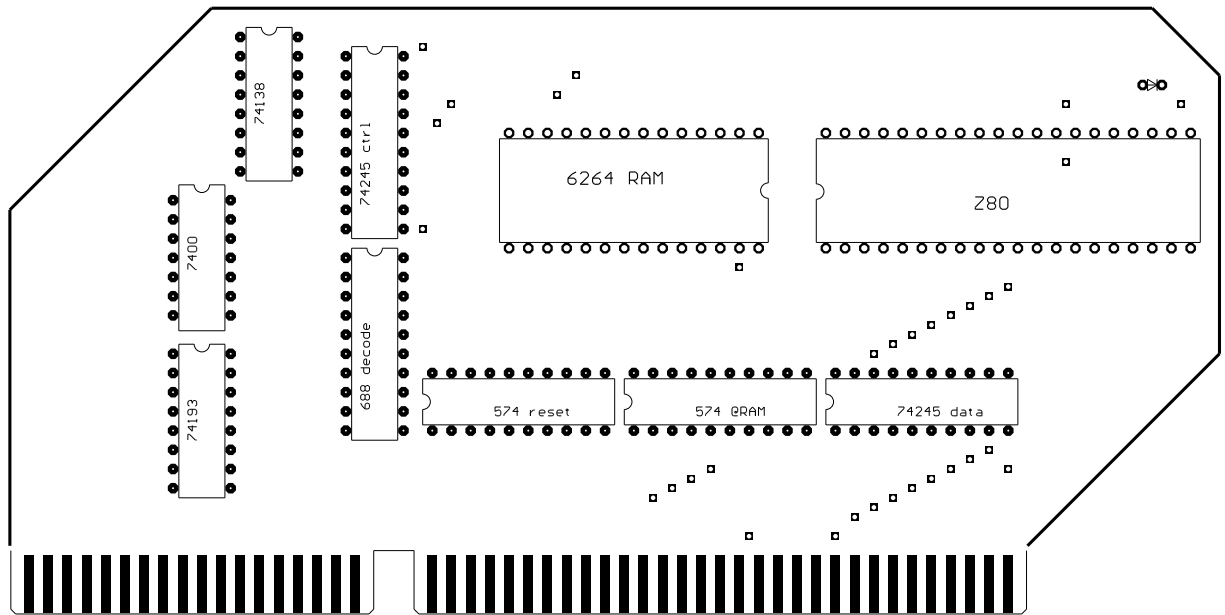 74138
74245 ctrl
6264 RAM
Z80
7400
688 decode
74193
574 reset
574 @RAM
74245 data